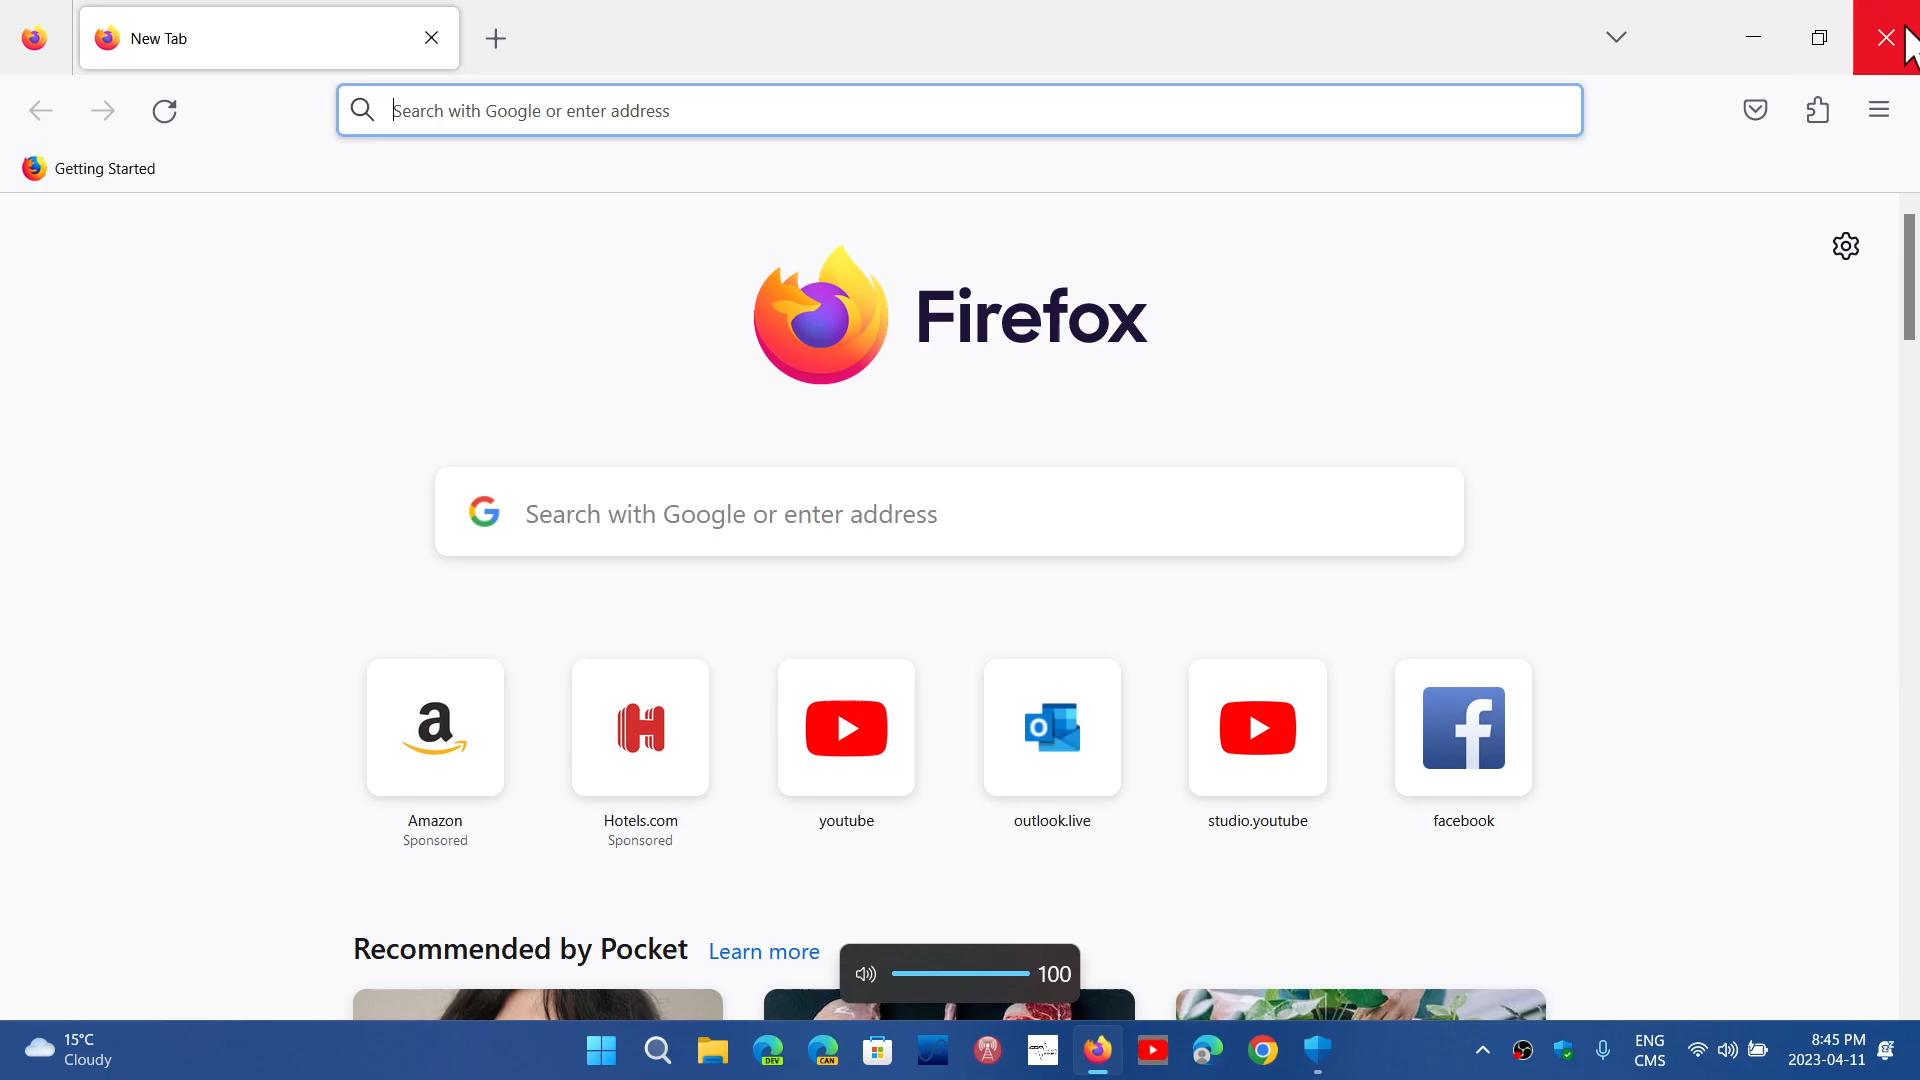 New Tab
Search with Google or enter address
Getting Started
Firefox
Search with Google or enter address
Amazon
Sponsored
Hotels.com
Sponsored
youtube
outlook.live
studio.youtube
facebook
Recommended by Pocket Learn more
100
15°C
Cloudy
DEV
CAN
ENG
CMS
8:45 PM
2023-04-11